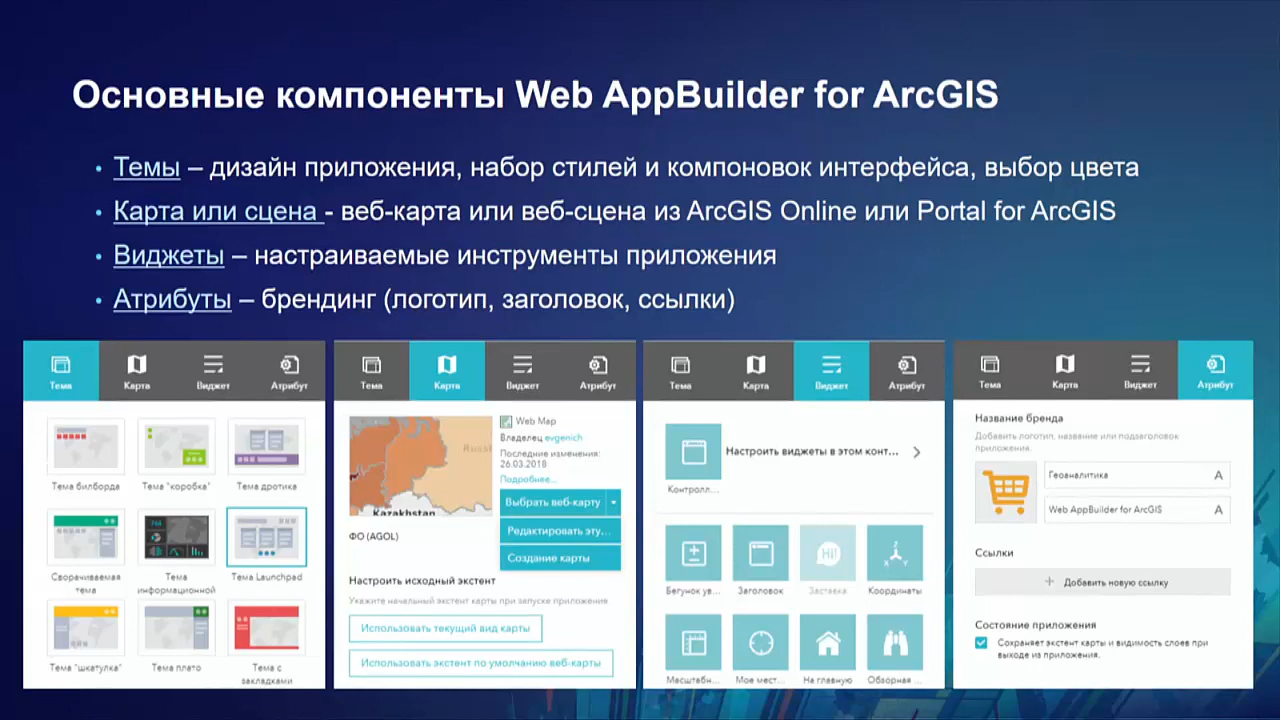 Основные компоненты Web AppBuilder for ArcGIS
• Темы – дизайн приложения, набор стилей и компоновок интерфейса, выбор цвета
• Карта или сцена - веб-карта или веб-сцена из ArcGIS Online или Portal for ArcGIS
• Виджеты – настраиваемые инструменты приложения
• Атрибуты – брендинг (логотип, заголовок, ссылки)
Тема Карта Виджет Атрибут
Тема билборда Тема "коробка" Тема дротика
Сворачиваемая тема
Тема информационной
Тема Launchpad
Тема "шкатулка" Тема плато Тема с закладками
Тема Карта Виджет Атрибут
Russ
Kazakhstan
Web Map
Владелец evgenich
Последние изменения:
26.03.2018
Подробнее...
Выбрать веб-карту
Редактировать эту...
Создание карты
ФО (AGOL)
Настроить исходный экстент
Укажите начальный экстент карты при запуске приложения
Использовать текущий вид карты
Использовать экстент по умолчанию веб-карты
Тема Карта Виджет Атрибут
Настроить виджеты в этом конт...
Контролл...
HI!
X Y Z
Бегунок ув... Заголовок Заставка Координаты
Масштабн... Мое мест... На главную Обзорная ...
Тема Карта Виджет Атрибут
Название бренда
Добавить логотип, название или подзаголовок
приложения.
Геоаналитика A
Web AppBuilder for ArcGIS A
Ссылки
+ Добавить новую ссылку
Состояние приложения
Сохраняет экстент карты и видимость слоев при
выходе из приложения.